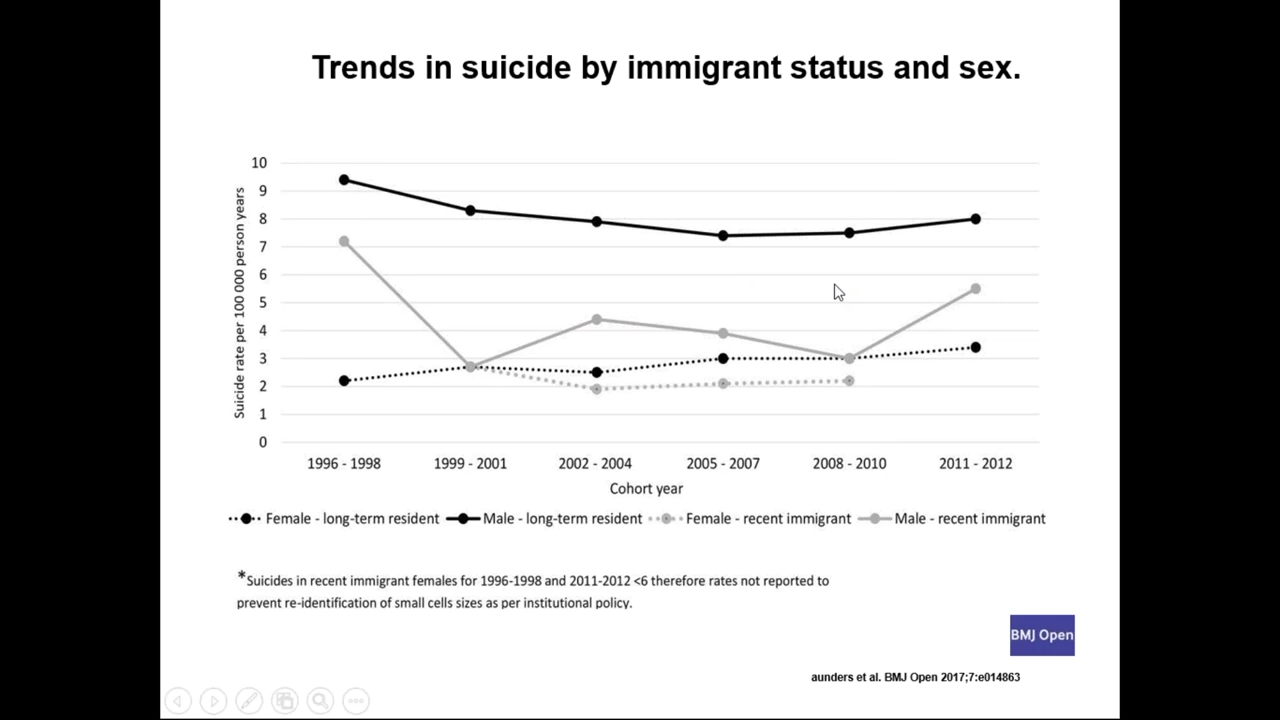 Trends in suicide by immigrant status and sex.
10
9
8
7
6
5
4
3
2
1
0
Suicide rate per 100 000 person years
1996 - 1998 1999 - 2001 2002 - 2004 2005 - 2007 2008 - 2010 2011 - 2012
Cohort year
Female - long-term resident Male - long-term resident Female - recent immigrant Male - recent immigrant
*Suicides in recent immigrant females for 1996-1998 and 2011-2012 <6 therefore rates not reported to
prevent re-identification of small cells sizes as per institutional policy.
BMJ Open
aunders et al. BMJ Open 2017;7:e014863